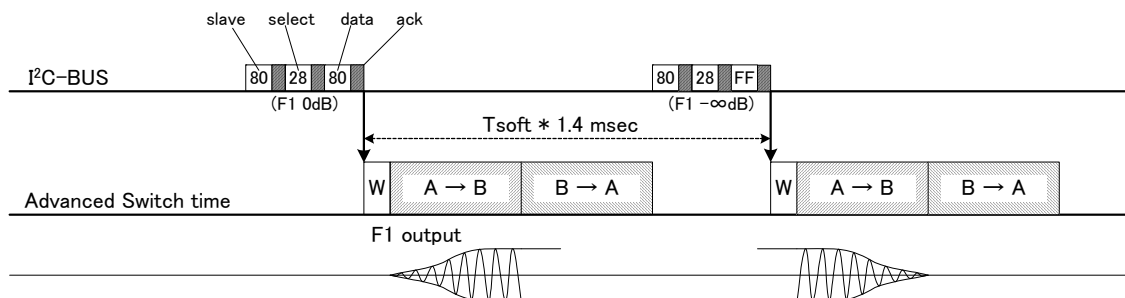 slave select data ack
I²C-BUS 80 28 80 80 28 FF
(F1 0dB) (F1 −∞dB)
Tsoft * 1.4 msec
Advanced Switch time W A → B B → A W A → B B → A
F1 output